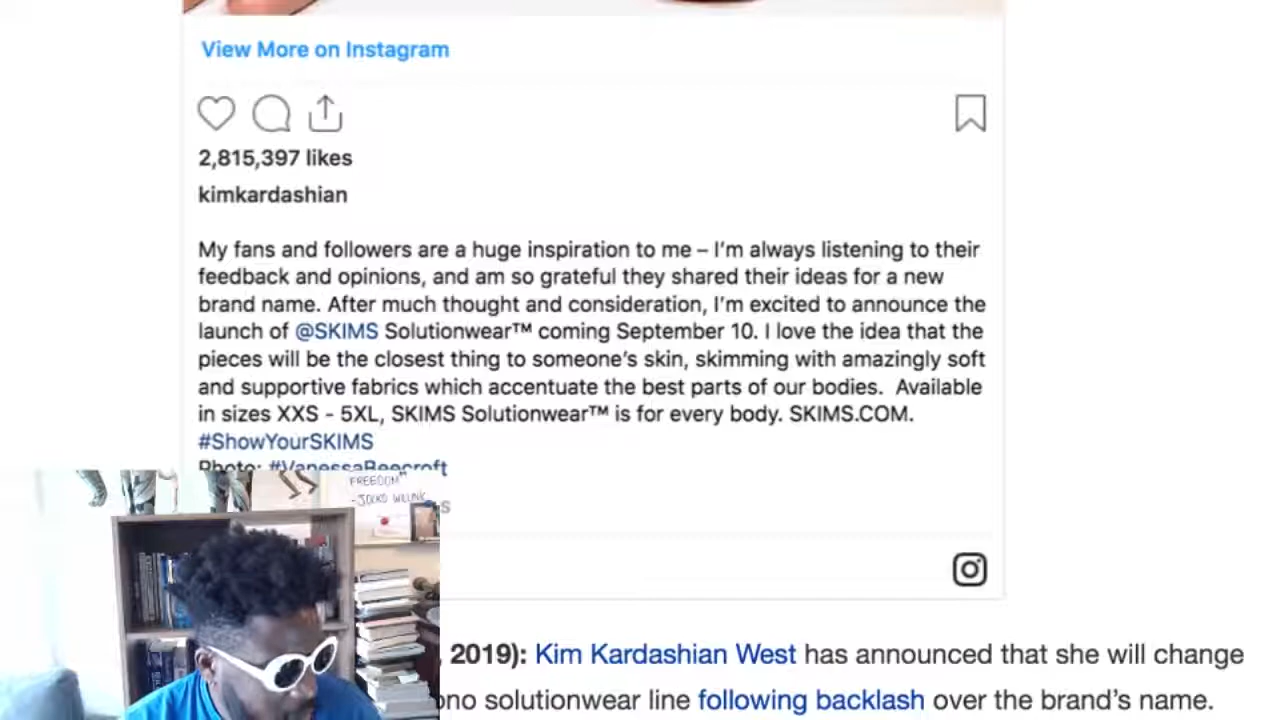 View More on Instagram
2,815,397 likes
kimkardashian
My fans and followers are a huge inspiration to me – I'm always listening to their
feedback and opinions, and am so grateful they shared their ideas for a new
brand name. After much thought and consideration, I'm excited to announce the
launch of @SKIMS Solutionwear™ coming September 10. I love the idea that the
pieces will be the closest thing to someone's skin, skimming with amazingly soft
and supportive fabrics which accentuate the best parts of our bodies.  Available
in sizes XXS - 5XL, SKIMS Solutionwear™ is for every body. SKIMS.COM.
#ShowYourSKIMS
Photo: #VanessaBeecroft
FREEDOM"
-JOCKO WILLINK
2019): Kim Kardashian West has announced that she will change
ono solutionwear line following backlash over the brand's name.